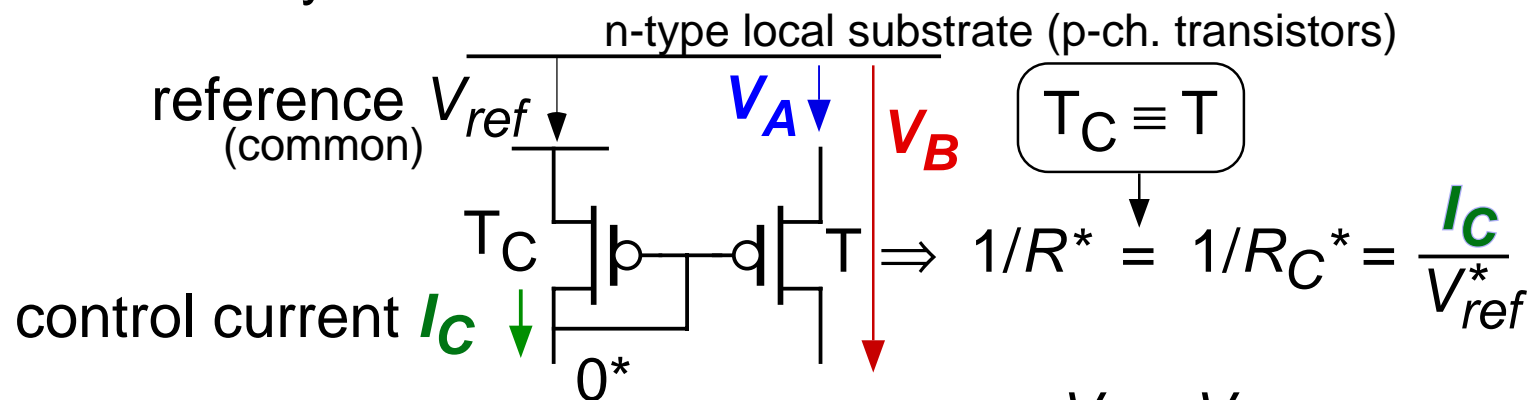 n-type local substrate (p-ch. transistors)
reference V_ref
(common)
V_A
V_B
T_C ≡ T
T_C
T
⇒ 1/R* = 1/R_C* = I_C / V*_ref
control current I_C
0*